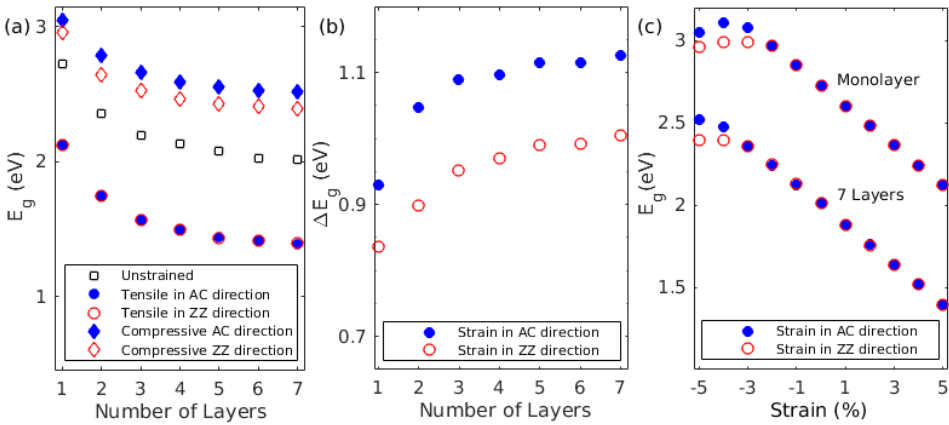 (a)
3
2
1
E_g (eV)
Unstrained
Tensile in AC direction
Tensile in ZZ direction
Compressive AC direction
Compressive ZZ direction
1 2 3 4 5 6 7
Number of Layers
(b)
1.1
0.9
0.7
ΔE_g (eV)
Strain in AC direction
Strain in ZZ direction
1 2 3 4 5 6 7
Number of Layers
(c)
3
2.5
2
1.5
E_g (eV)
Monolayer
7 Layers
Strain in AC direction
Strain in ZZ direction
-5 -3 -1 1 3 5
Strain (%)